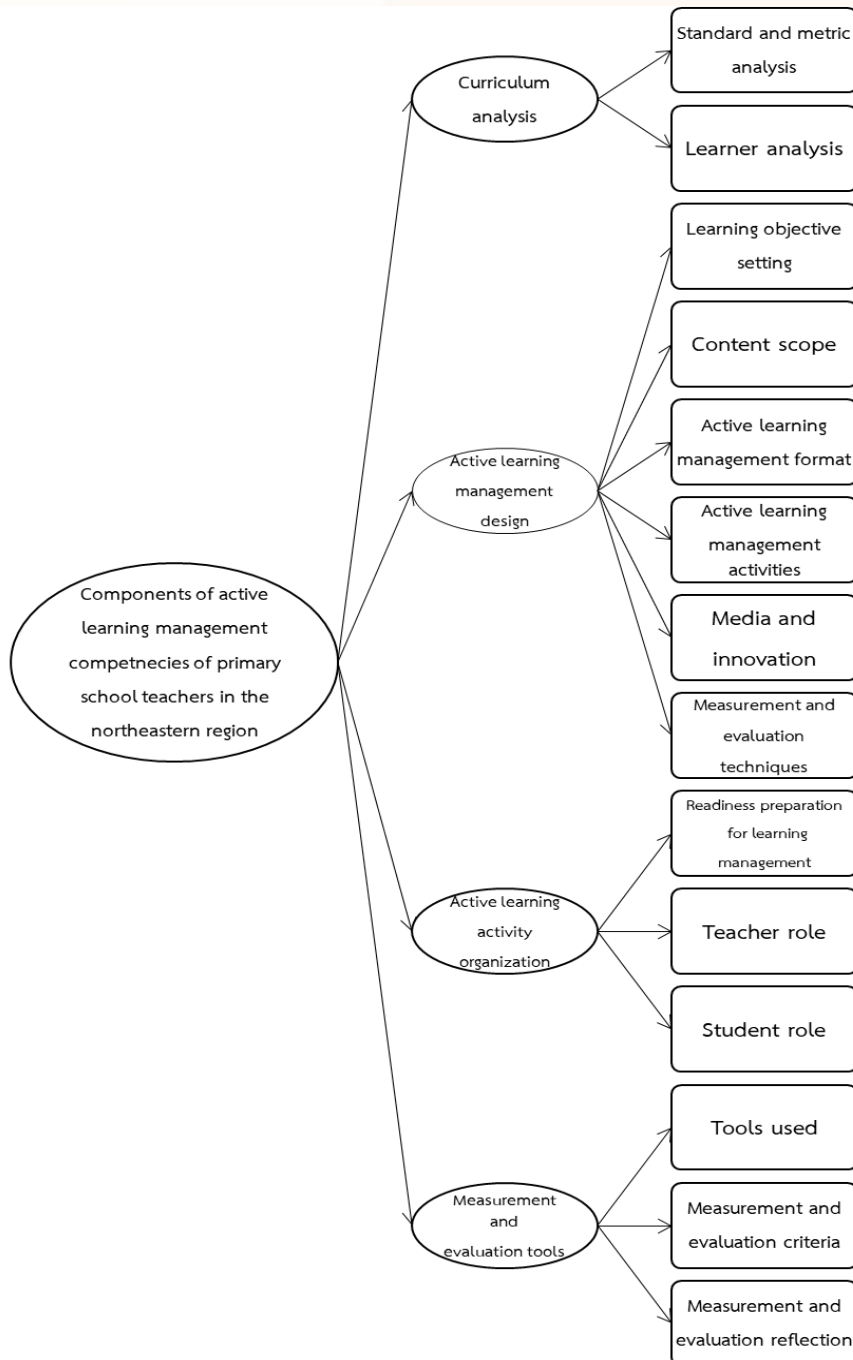 Standard and metric
analysis
Curriculum
analysis
Learner analysis
Learning objective
setting
Content scope
Active learning
management format
Active learning
management
design
Active learning
management
activities
Media and
innovation
Measurement and
evaluation
techniques
Components of active
learning management
competnecies of primary
school teachers in the
northeastern region
Readiness preparation
for learning
management
Active learning
activity
organization
Teacher role
Student role
Tools used
Measurement
and
evaluation tools
Measurement and
evaluation criteria
Measurement and
evaluation reflection